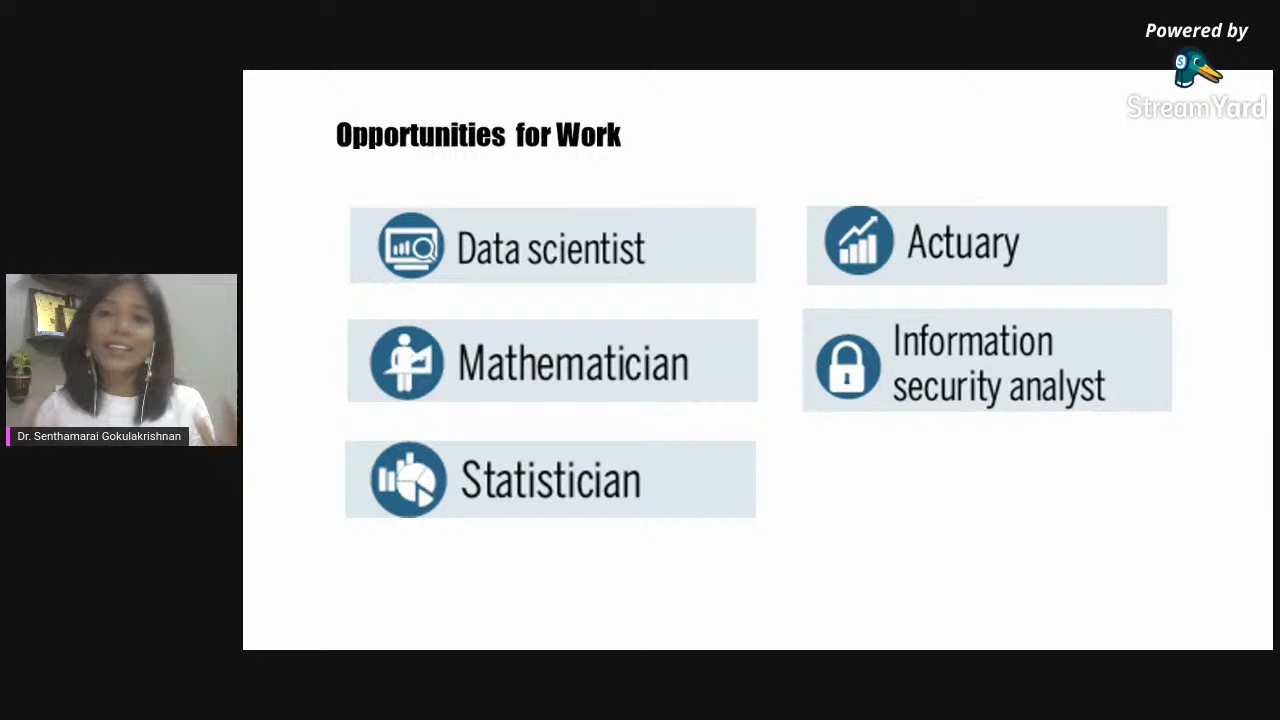 Powered by
StreamYard
Opportunities for Work
Data scientist
Actuary
Mathematician
Information
security analyst
Statistician
Dr. Senthamarai Gokulakrishnan